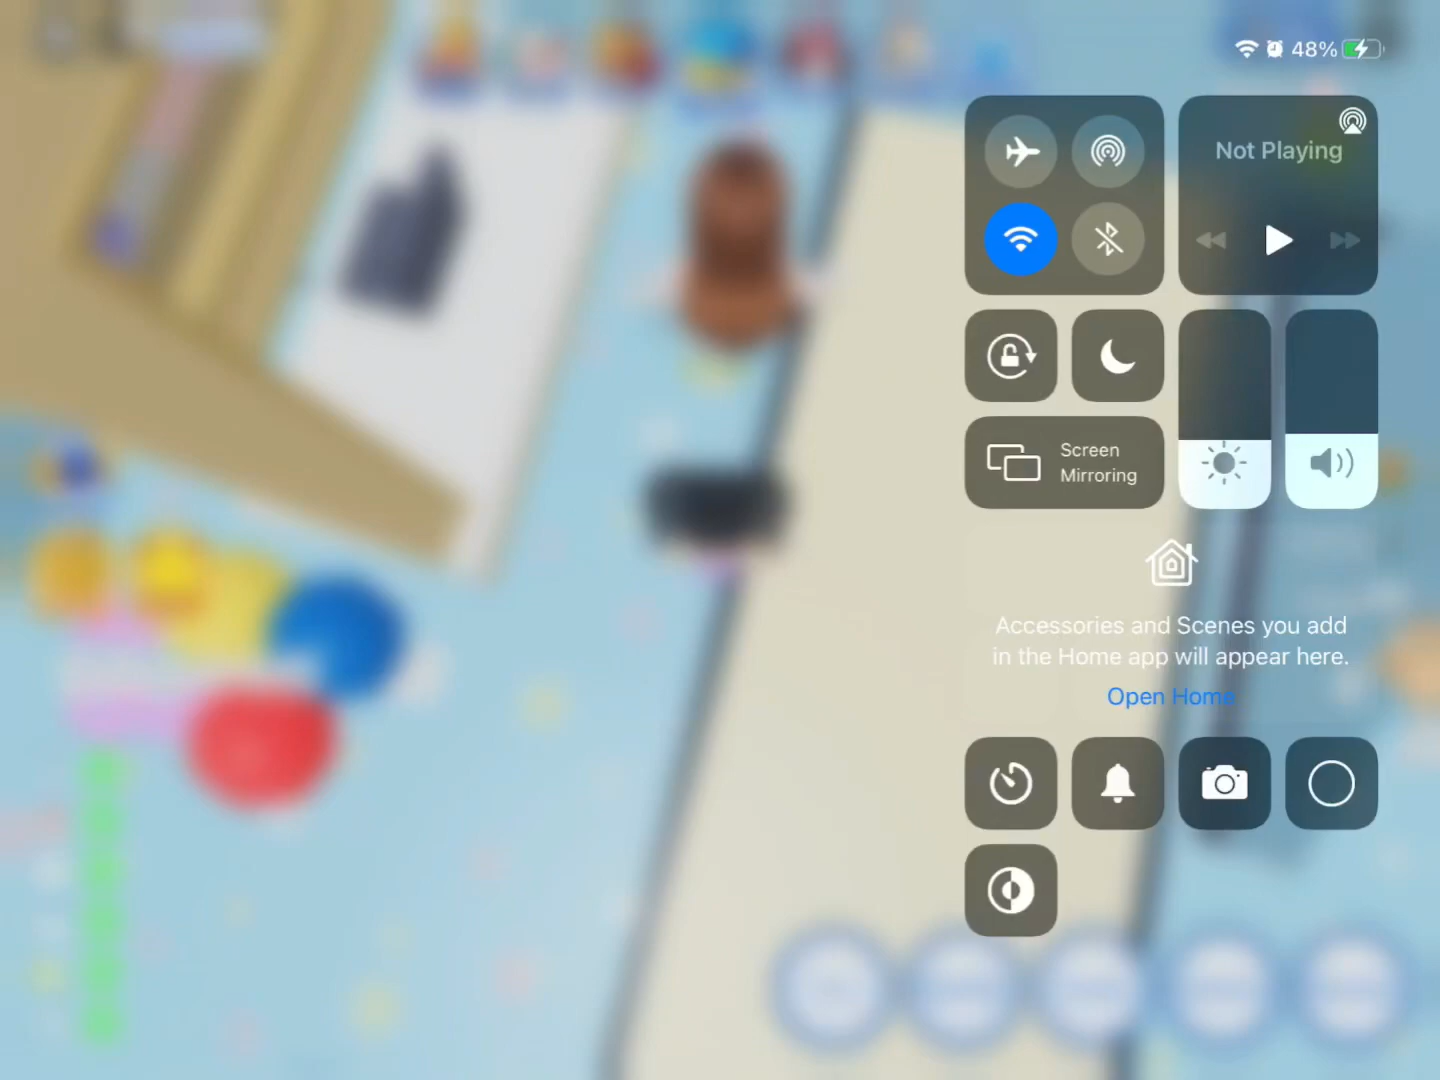 48%
Not Playing
Screen
Mirroring
Accessories and Scenes you add
in the Home app will appear here.
Open Home